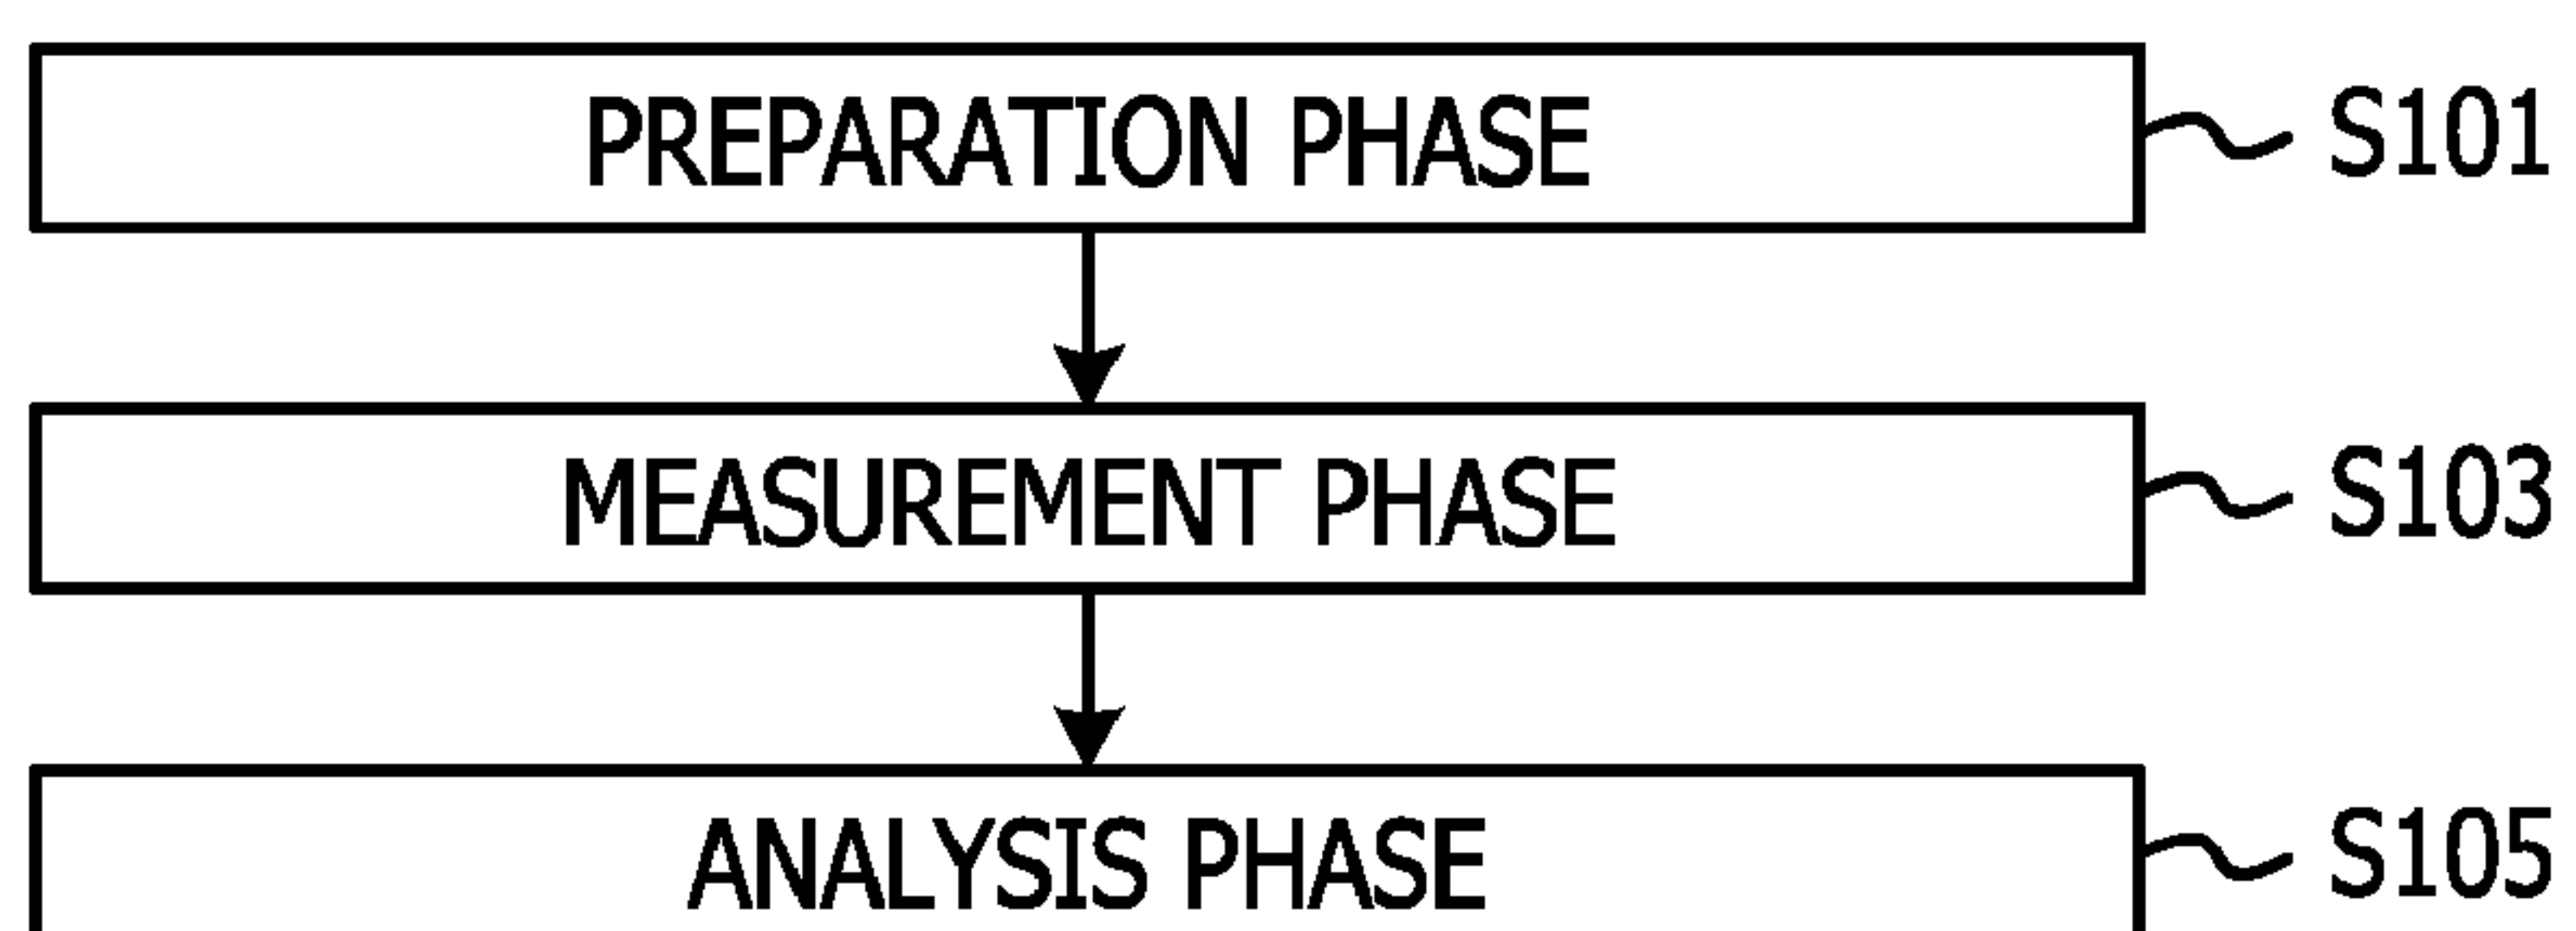 PREPARATION PHASE S101
MEASUREMENT PHASE S103
ANALYSIS PHASE S105